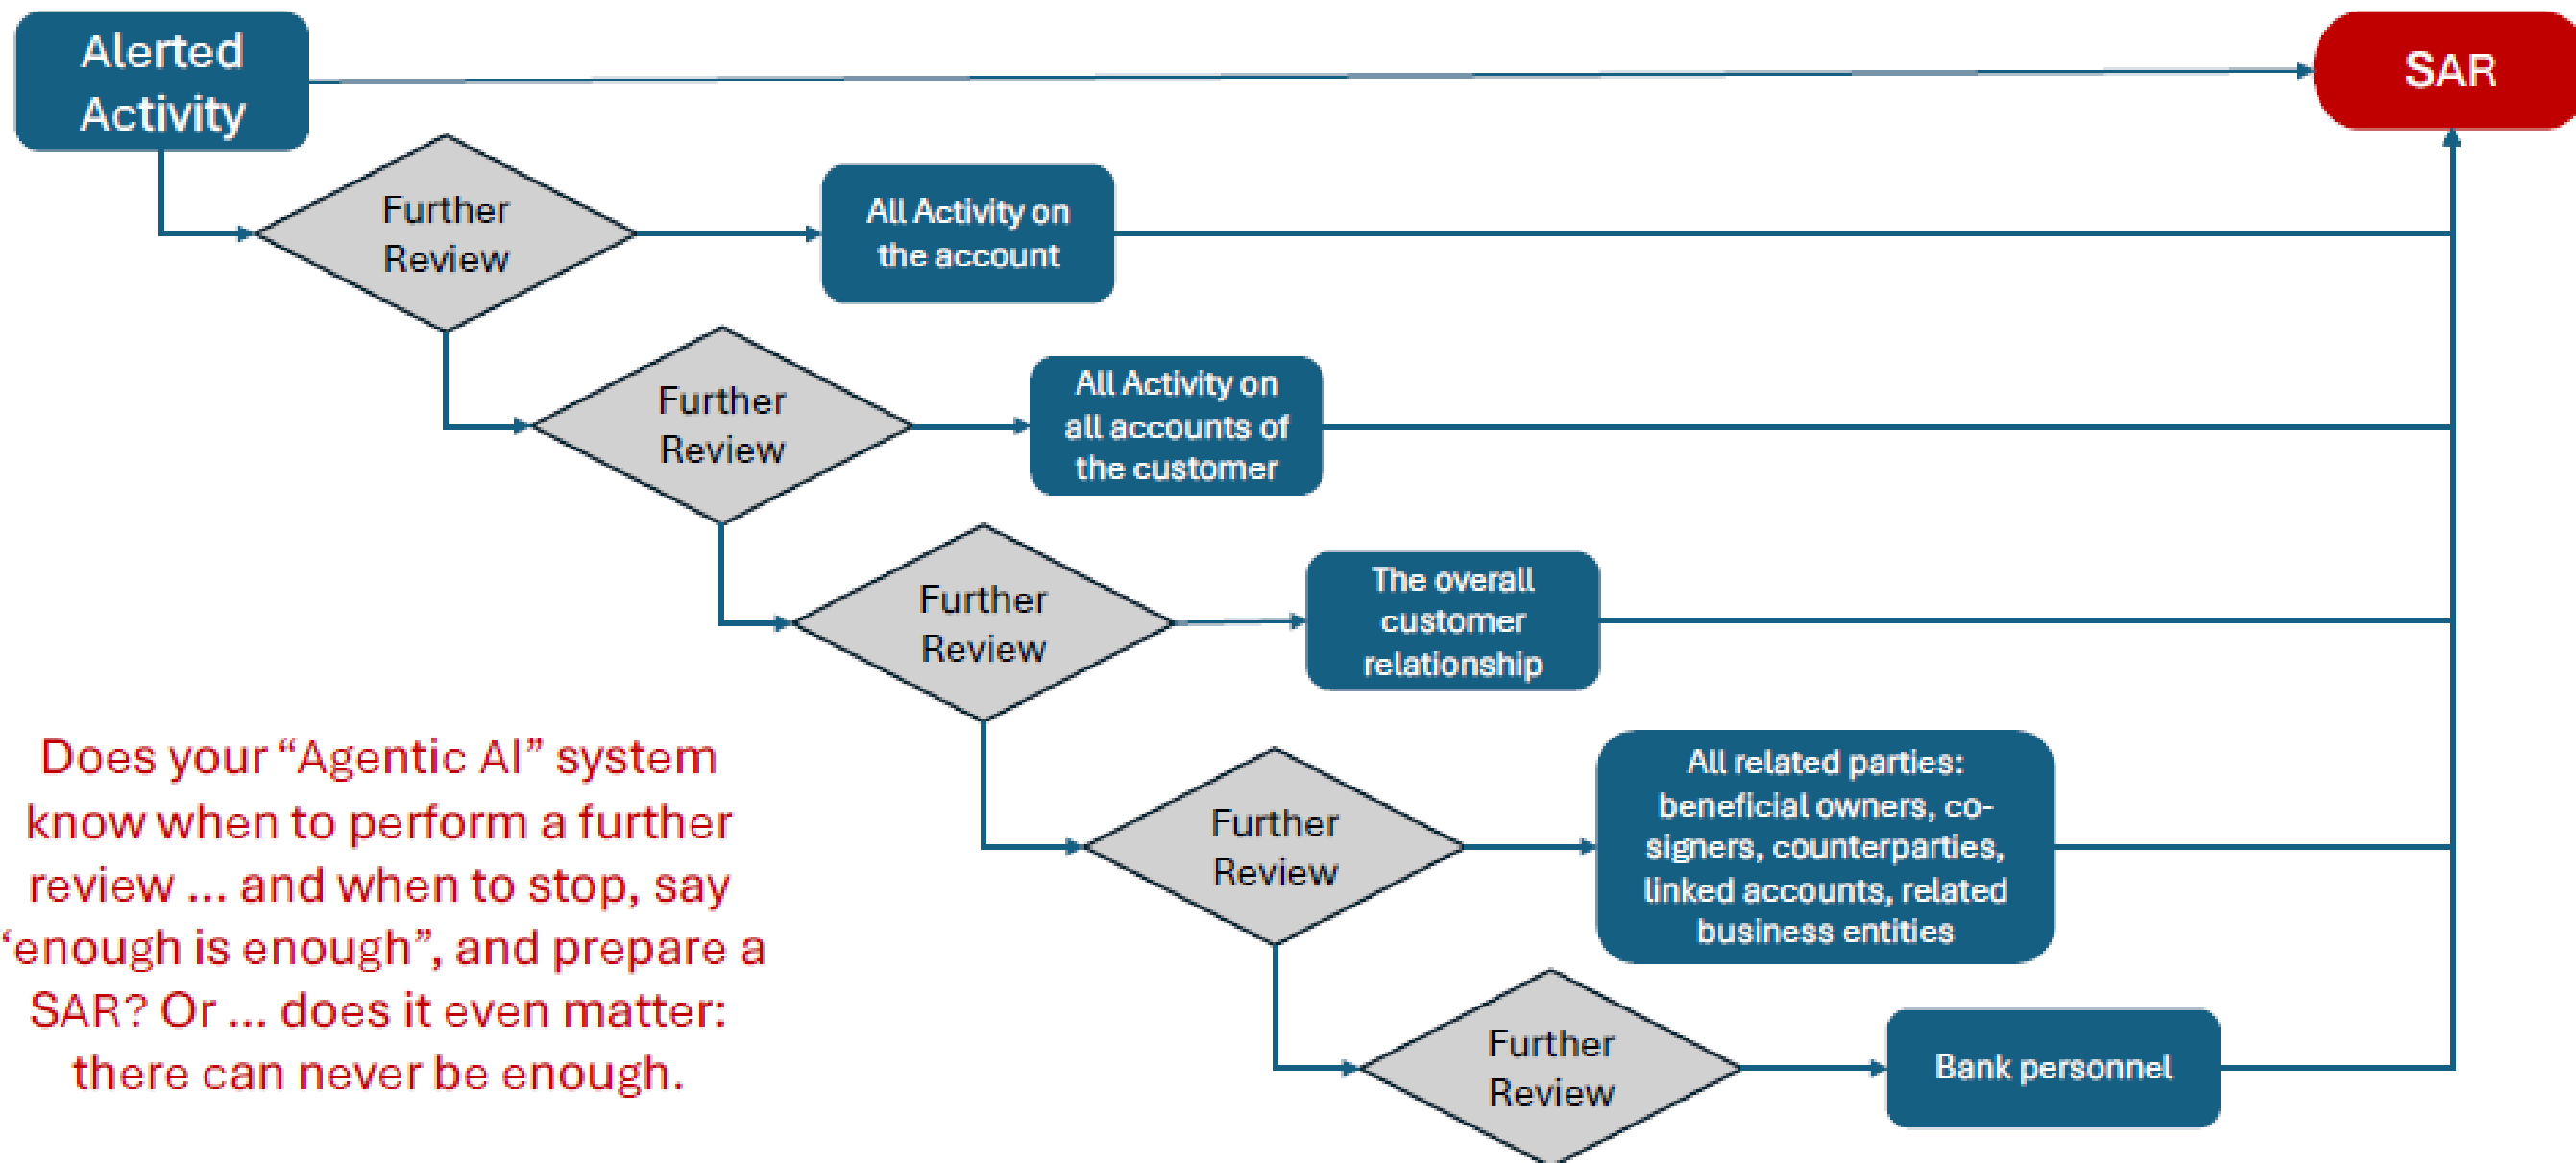 Alerted
Activity
SAR
Further
Review
All Activity on
the account
Further
Review
All Activity on
all accounts of
the customer
Further
Review
The overall
customer
relationship
Further
Review
All related parties:
beneficial owners, co-
signers, counterparties,
linked accounts, related
business entities
Further
Review
Bank personnel
Does your “Agentic AI” system
know when to perform a further
review ... and when to stop, say
‘enough is enough”, and prepare a
SAR? Or ... does it even matter:
there can never be enough.